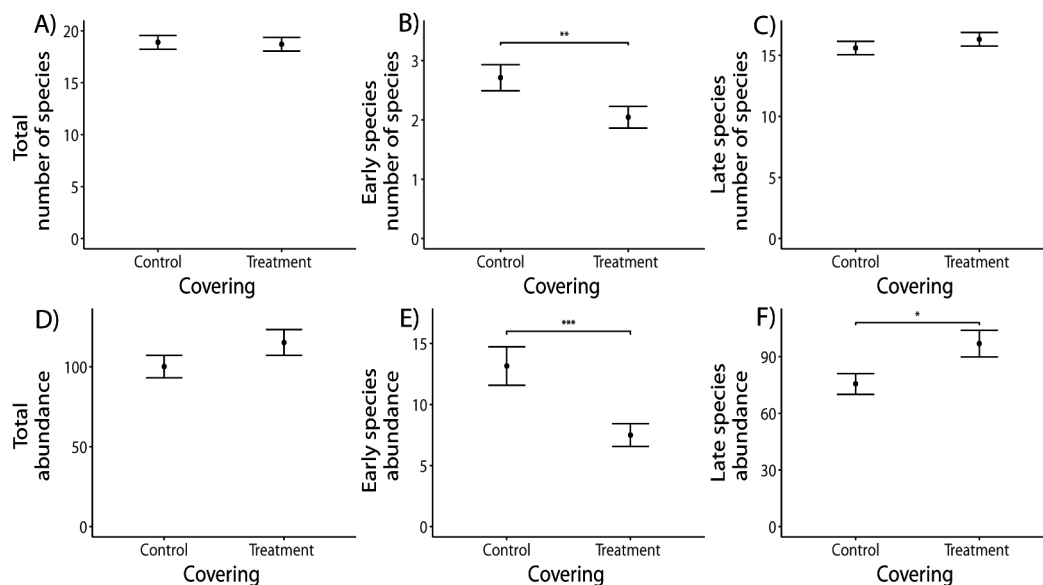 A)
Total
number of species
20
15
10
5
0
Control Treatment
Covering
B)
Early species
number of species
**
3
2
1
0
Control Treatment
Covering
C)
Late species
number of species
15
10
5
0
Control Treatment
Covering
D)
Total
abundance
100
50
0
Control Treatment
Covering
E)
Early species
abundance
***
15
10
5
0
Control Treatment
Covering
F)
Late species
abundance
*
90
60
30
0
Control Treatment
Covering